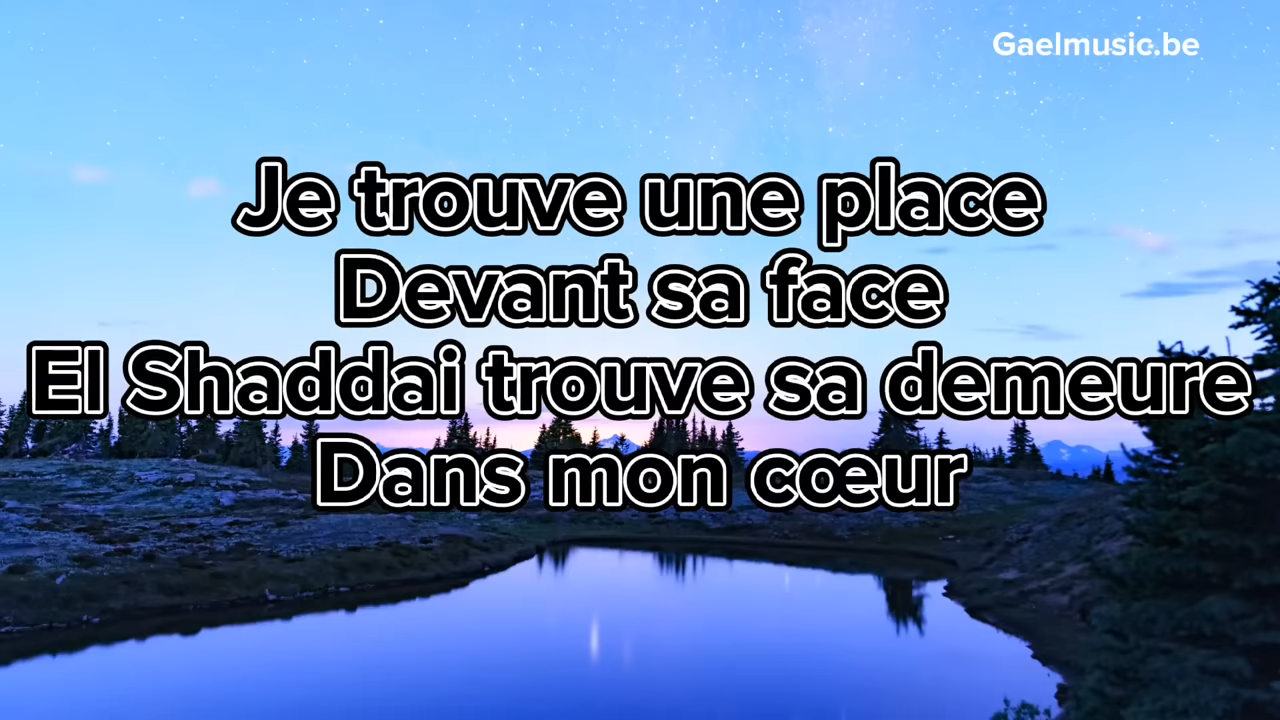 Gaelmusic.be
Je trouve une place
Devant sa face
El Shaddai trouve sa demeure
Dans mon cœur